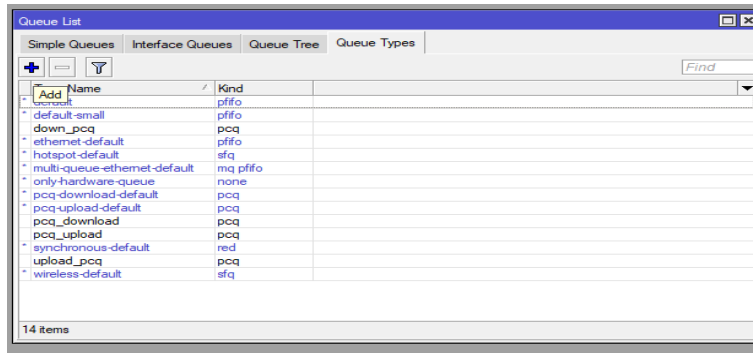 Queue List
Simple Queues Interface Queues Queue Tree Queue Types
Find
Name / Kind
Add
* default pfifo
* default-small pfifo
down_pcq pcq
* ethernet-default pfifo
* hotspot-default sfq
* multi-queue-ethernet-default mq pfifo
* only-hardware-queue none
* pcq-download-default pcq
* pcq-upload-default pcq
pcq_download pcq
pcq_upload pcq
* synchronous-default red
upload_pcq pcq
* wireless-default sfq
14 items